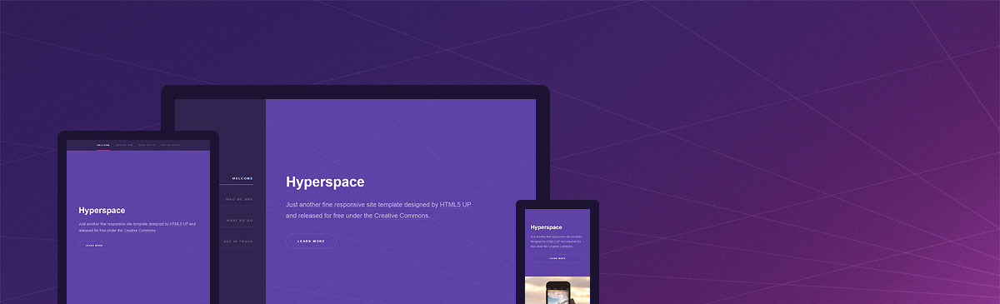 WELCOME WHO WE ARE WHAT WE DO GET IN TOUCH
Hyperspace
Just another fine responsive site template designed by HTML5 UP and
released for free under the Creative Commons.
LEARN MORE
WELCOME
WHO WE ARE
WHAT WE DO
GET IN TOUCH
Hyperspace
Just another fine responsive site template designed by HTML5 UP
and released for free under the Creative Commons.
LEARN MORE
Hyperspace
Just another fine responsive site template
designed by HTML5 UP and released for
free under the Creative Commons.
LEARN MORE